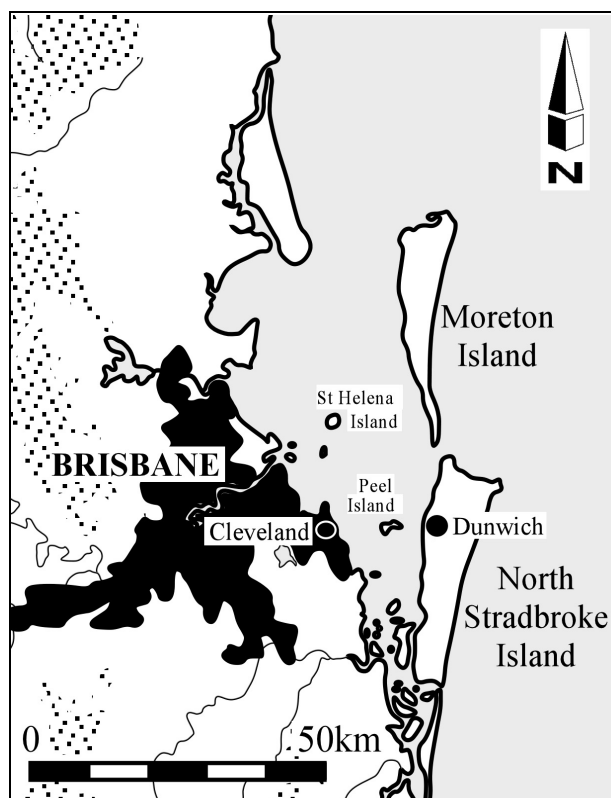 N
Moreton
Island
St Helena
Island
BRISBANE
Peel
Island
Cleveland
Dunwich
North
Stradbroke
Island
0
50km